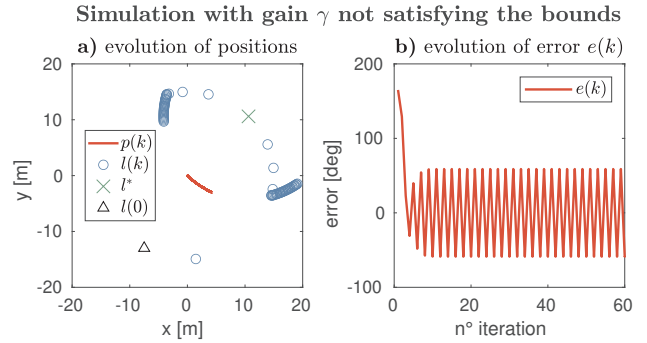 Simulation with gain γ not satisfying the bounds
a) evolution of positions
b) evolution of error e(k)
20
10
0
-10
-20
y [m]
p(k)
l(k)
l*
l(0)
-20
-10
0
10
20
x [m]
200
100
0
-100
error [deg]
e(k)
0
20
40
60
n° iteration